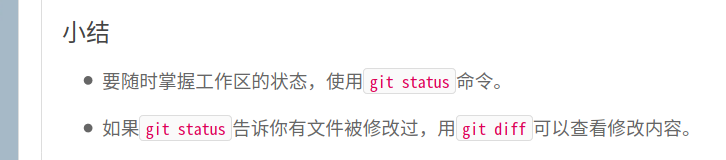 小结
要随时掌握工作区的状态，使用git status命令。
如果git status告诉你有文件被修改过，用git diff可以查看修改内容。